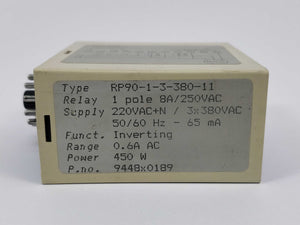 Type RP90-1-3-380-11
Relay 1 pole 8A/250VAC
Supply 220VAC+N / 3x380VAC
50/60 Hz - 65 mA
Funct. Inverting
Range 0.6A AC
Power 450 W
P.no. 9448x0189